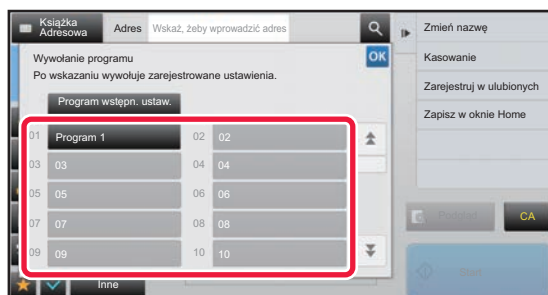 Książka Adresowa
Adres
Wskaż, żeby wprowadzić adres
Wywołanie programu
OK
Po wskazaniu wywołuje zarejestrowane ustawienia.
Program wstępn. ustaw.
01 Program 1
02 02
03 03
04 04
05 05
06 06
07 07
08 08
09 09
10 10
Inne
Zmień nazwę
Kasowanie
Zarejestruj w ulubionych
Zapisz w oknie Home
Podgląd
CA
Start